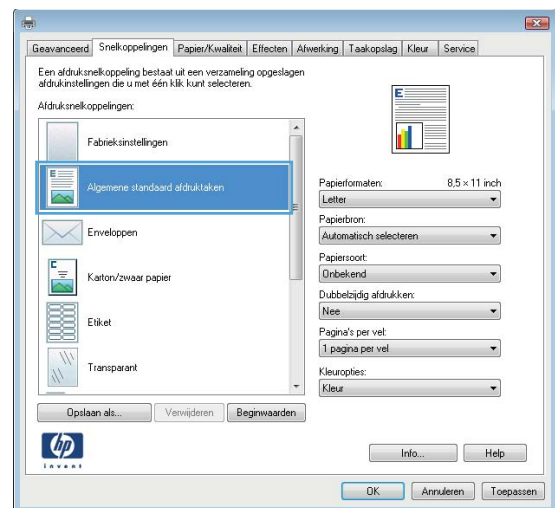 Geavanceerd Snelkoppelingen Papier/Kwaliteit Effecten Afwerking Taakopslag Kleur Service
Een afdruksnelkoppeling bestaat uit een verzameling opgeslagen
afdrukinstellingen die u met één klik kunt selecteren.
Afdruksnelkoppelingen:
Fabrieksinstellingen
Algemene standaard afdruktaken
Enveloppen
Karton/zwaar papier
Etiket
Transparant
Opslaan als... Verwijderen Beginwaarden
E
Papierformaten: 8,5 × 11 inch
Letter
Papierbron:
Automatisch selecteren
Papiersoort:
Onbekend
Dubbelzijdig afdrukken:
Nee
Pagina's per vel:
1 pagina per vel
Kleuropties:
Kleur
hp
invent
Info... Help
OK Annuleren Toepassen